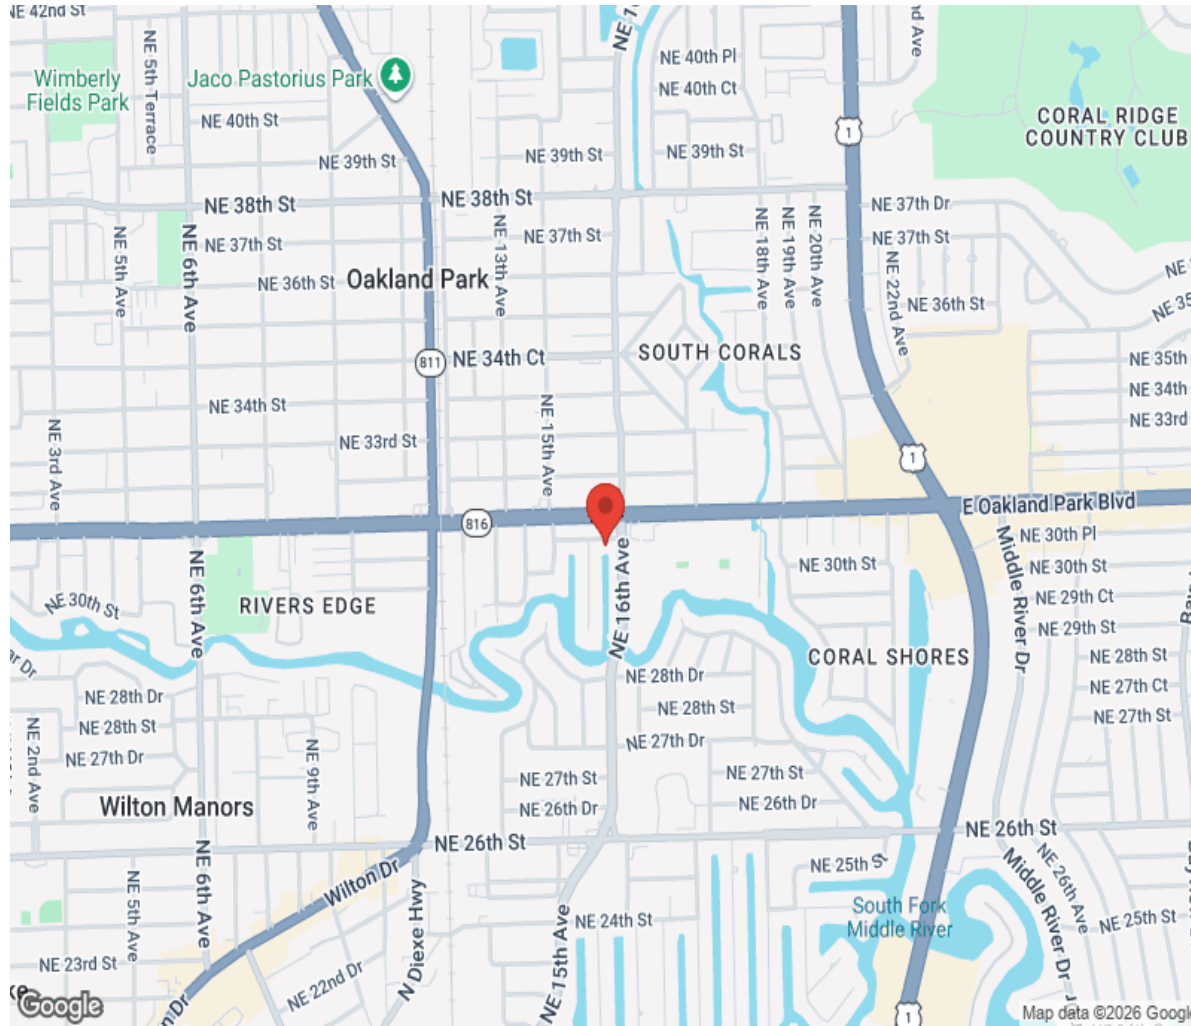 NE 42nd St
NE 5th Terrace
Wimberly
Fields Park
Jaco Pastorius Park
NE 40th Pl
NE 40th Ct
nd Ave
1
CORAL RIDGE
COUNTRY CLUB
NE 40th St
NE 39th St
NE 39th St
NE 39th St
NE 38th St
NE 38th St
NE 37th Dr
NE 37th St
NE 37th St
NE 37th St
NE 5th Ave
NE 6th Ave
NE 13th Ave
NE 18th Ave
NE 19th Ave
NE 20th Ave
NE 22nd Ave
NE 36th St
Oakland Park
NE 36th St
NE 35
811
NE 34th Ct
SOUTH CORALS
NE 35th
NE 34th
NE 33rd
NE 34th St
NE 33rd St
NE 3rd Ave
NE 15th Ave
1
816
E Oakland Park Blvd
NE 30th Pl
NE 30th St
NE 30th St
NE 29th Ct
NE 29th St
NE 6th Ave
NE 30th St
RIVERS EDGE
NE 16th Ave
Middle River Dr
CORAL SHORES
NE 28th St
NE 27th Ct
NE 27th St
NE 28th Dr
NE 28th St
NE 27th Dr
NE 28th Dr
NE 28th St
NE 27th Dr
NE 2nd Ave
NE 9th Ave
NE 27th St
NE 26th Dr
NE 27th St
NE 26th Dr
Wilton Manors
NE 26th St
NE 26th St
Wilton Dr
NE 25th St
NE 5th Ave
NE 6th Ave
N Diexe Hwy
NE 15th Ave
NE 24th St
South Fork
Middle River
Middle River Dr
NE 26th Ave
NE 25th St
NE 23rd St
NE 22nd Dr
1
Google
Map data ©2026 Googl